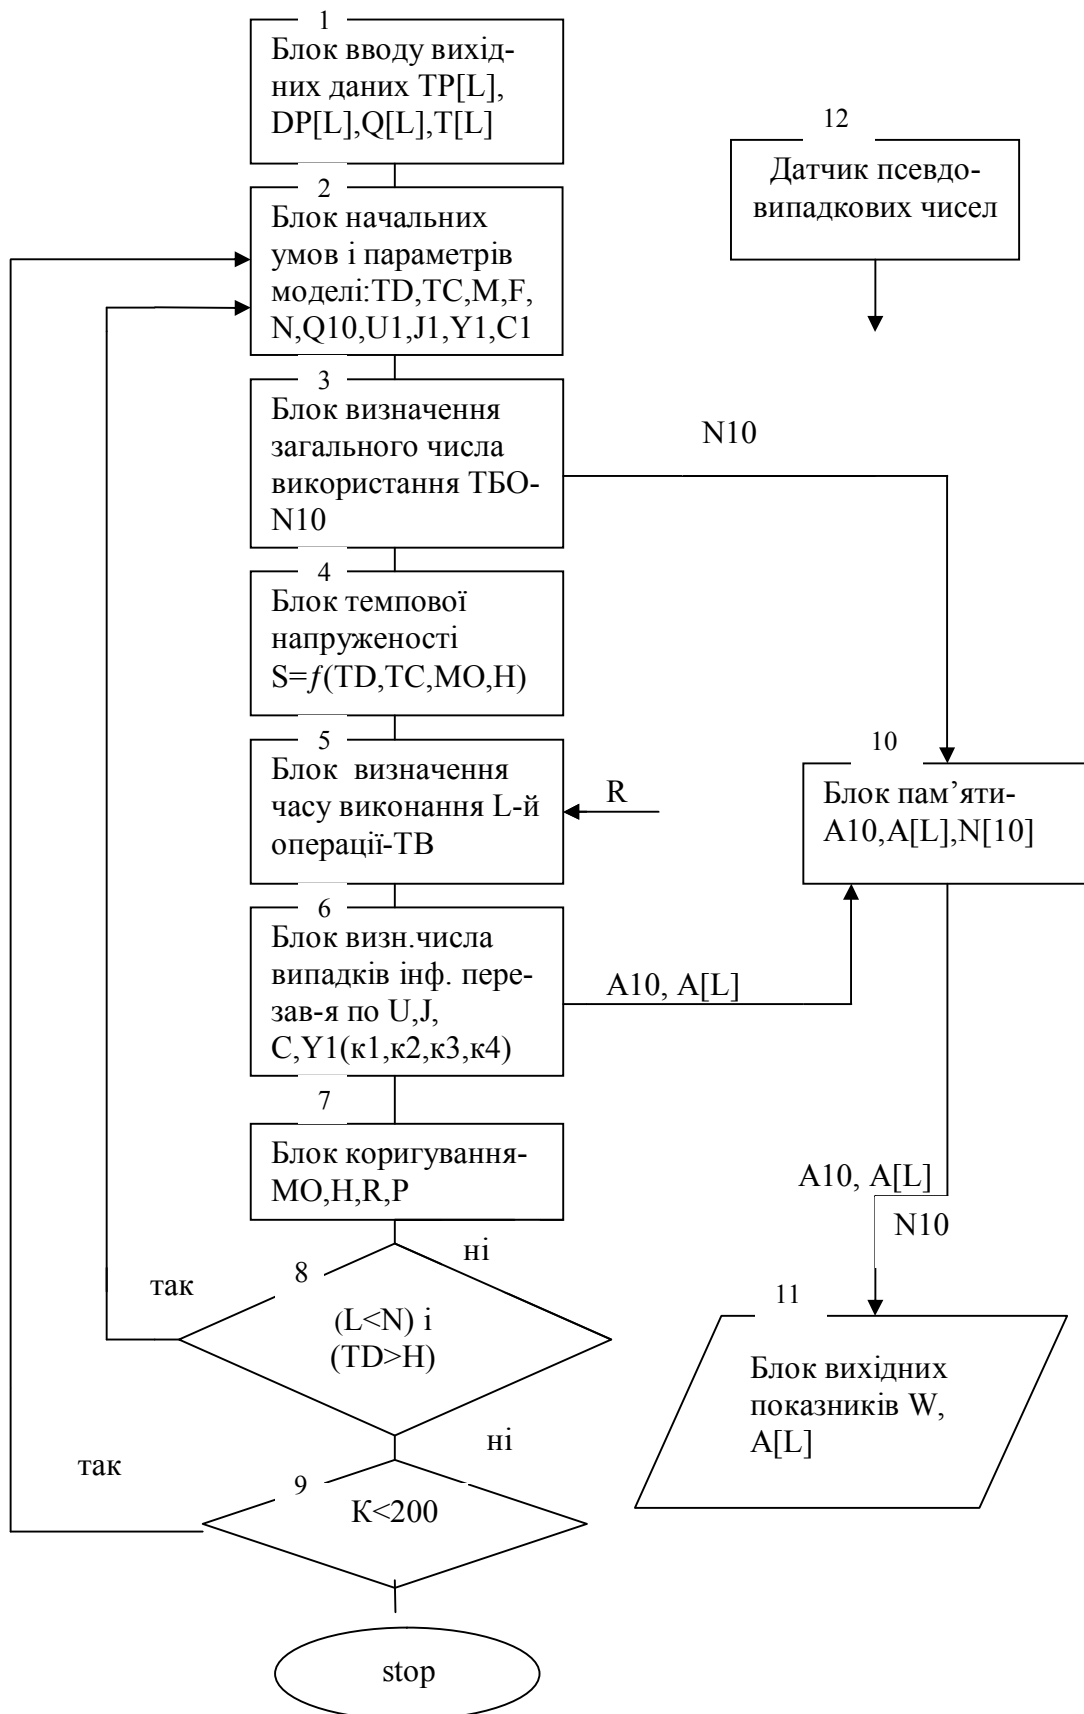 1
Блок вводу вихід-
них даних TP[L],
DP[L],Q[L],T[L]
12
Датчик псевдо-
випадкових чисел
2
Блок начальних
умов і параметрів
моделі:TD,TC,M,F,
N,Q10,U1,J1,Y1,C1
3
Блок визначення
загального числа
використання ТБО-
N10
N10
4
Блок темпової
напруженості
S=f(TD,TC,MO,H)
5
Блок визначення
часу виконання L-й
операції-ТВ
R
10
Блок пам’яти-
A10,A[L],N[10]
6
Блок визн.числа
випадків інф. пере-
зав-я по U,J,
C,Y1(к1,к2,к3,к4)
A10, A[L]
7
Блок коригування-
MO,H,R,P
A10, A[L]
N10
ні
так
8
(L<N) і
(TD>H)
11
Блок вихідних
показників W,
A[L]
ні
так
9
К<200
stop